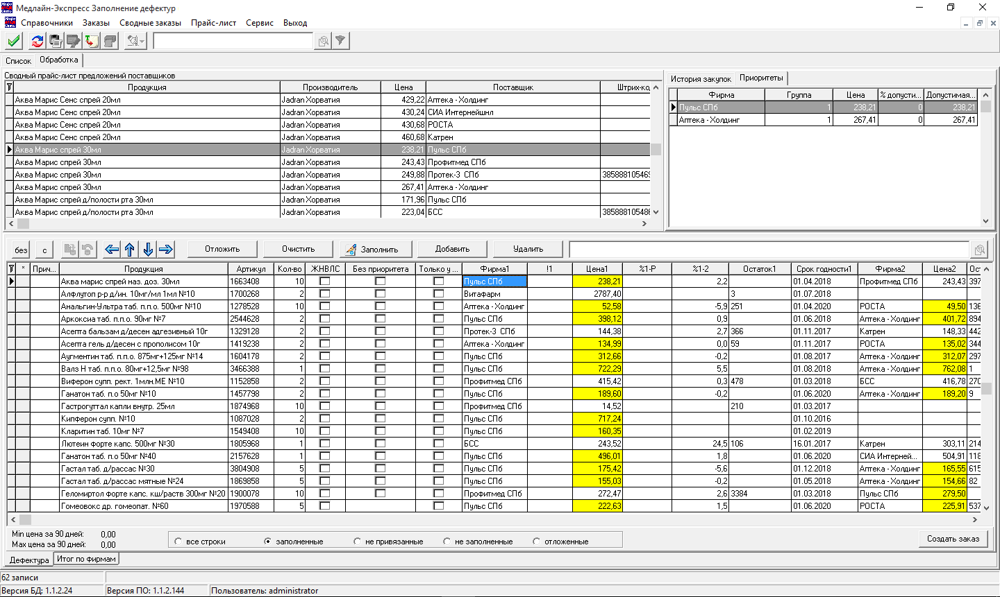 Медлайн-Экспресс Заполнение дефектур
Справочники Заказы Сводные заказы Прайс-лист Сервис Выход
Список Обработка
Сводный прайс-лист предложений поставщиков
Продукция Производитель Цена Поставщик Штрих-ко
Аква Марис Сенс спрей 20мл Jadran Хорватия 429,22 Аптека - Холдинг
Аква Марис Сенс спрей 20мл Jadran Хорватия 430,24 СИА Интернейшнл
Аква Марис Сенс спрей 20мл Jadran Хорватия 430,68 РОСТА
Аква Марис Сенс спрей 20мл Jadran Хорватия 460,68 Катрен
Аква Марис спрей 30мл Jadran Хорватия 238,21 Пульс СПб
Аква Марис спрей 30мл Jadran Хорватия 243,43 Профитмед СПб
Аква Марис спрей 30мл Jadran Хорватия 249,88 Протек-3 СПб 385888105469
Аква Марис спрей 30мл Jadran Хорватия 267,41 Аптека - Холдинг
Аква Марис спрей д/полости рта 30мл Jadran Хорватия 171,96 Пульс СПб
Аква Марис спрей д/полости рта 30мл Jadran Хорватия 223,04 БСС 385888105486
История закупок Приоритеты
Фирма Группа Цена % допусти... Допустимая...
Пульс СПб 1 238,21 0 238,21
Аптека - Холдинг 1 267,41 0 267,41
без с Отложить Очистить Заполнить Добавить Удалить
* Прич... Продукция Артикул Кол-во ЖНВЛС Без приоритета Только у ... Фирма1 !1 Цена1 %1-Р %1-2 Остаток1 Срок годности1 Фирма2 Цена2 Ост
Аква марис спрей наз. доз. 30мл 1663408 10 Пульс СПб 238,21 2,2 01.04.2018 Профитмед СПб 243,43 397
Алфлутоп р-р д/ин. 10мг/мл 1мл №10 1700268 2 Витафарм 2787,40 3 01.07.2018
Анальгин-Ультра таб. п.п.о. 500мг №10 1278528 10 Аптека - Холдинг 52,58 -5,9 251 01.04.2020 РОСТА 49,50 136
Аркоксиа таб. п.п.о. 90мг №7 2544628 2 Пульс СПб 398,12 0,9 01.06.2018 Аптека - Холдинг 401,72 894
Асепта бальзам д/десен адгезивный 10г 1329128 2 Протек-3 СПб 144,38 2,7 366 01.11.2017 Катрен 148,33 442
Асепта гель д/десен с прополисом 10г 1419238 2 Аптека - Холдинг 134,99 0,0 59 01.11.2017 РОСТА 135,02 344
Аугментин таб. п.п.о. 875мг+125мг №14 1604178 2 Пульс СПб 312,66 -0,2 01.08.2017 Аптека - Холдинг 312,07 297
Валз Н таб. п.п.о. 80мг+12,5мг №98 3466388 1 Пульс СПб 722,29 5,5 01.08.2018 Аптека - Холдинг 762,08 1
Виферон супп. рект. 1млн.МЕ №10 1152858 2 Профитмед СПб 415,42 0,3 478 01.03.2018 БСС 416,78 270
Ганатон таб. п.о 50мг №10 1457798 2 Пульс СПб 189,60 -0,2 01.06.2020 Аптека - Холдинг 189,20 9
Гастрогуттал капли внутр. 25мл 1874968 10 Профитмед СПб 14,52 210 01.03.2017
Кипферон супп. №10 1087028 2 Пульс СПб 717,24 01.10.2016
Кларитин таб. 10мг №7 1549408 10 Пульс СПб 160,35 01.02.2019
Лютеин форте капс. 500мг №30 1805968 1 БСС 243,52 24,5 106 16.01.2017 Катрен 303,11 214
Ганатон таб. п.о 50мг №40 2157628 1 Пульс СПб 496,01 1,8 01.06.2020 СИА Интерней... 504,91 118
Гастал таб. д/рассас №30 3804908 5 Пульс СПб 175,42 -5,6 01.12.2018 Аптека - Холдинг 165,55 615
Гастал таб. д/рассас мятные №24 1869858 5 Пульс СПб 155,03 -0,2 01.05.2018 Аптека - Холдинг 154,66 82
Геломиртол форте капс. кш/раств 300мг №20 1900078 10 Профитмед СПб 272,47 2,6 3384 01.03.2018 Пульс СПб 279,50
Гомеовокс др. гомеопат. №60 1970588 5 Пульс СПб 222,63 1,5 01.06.2020 РОСТА 225,91 537
Min цена за 90 дней: 0,00
Max цена за 90 дней: 0,00
все строки заполненные не привязанные не заполненные отложенные Создать заказ
Дефектура Итог по фирмам
62 записи
Версия БД: 1.1.2.24 Версия ПО: 1.1.2.144 Пользователь: administrator